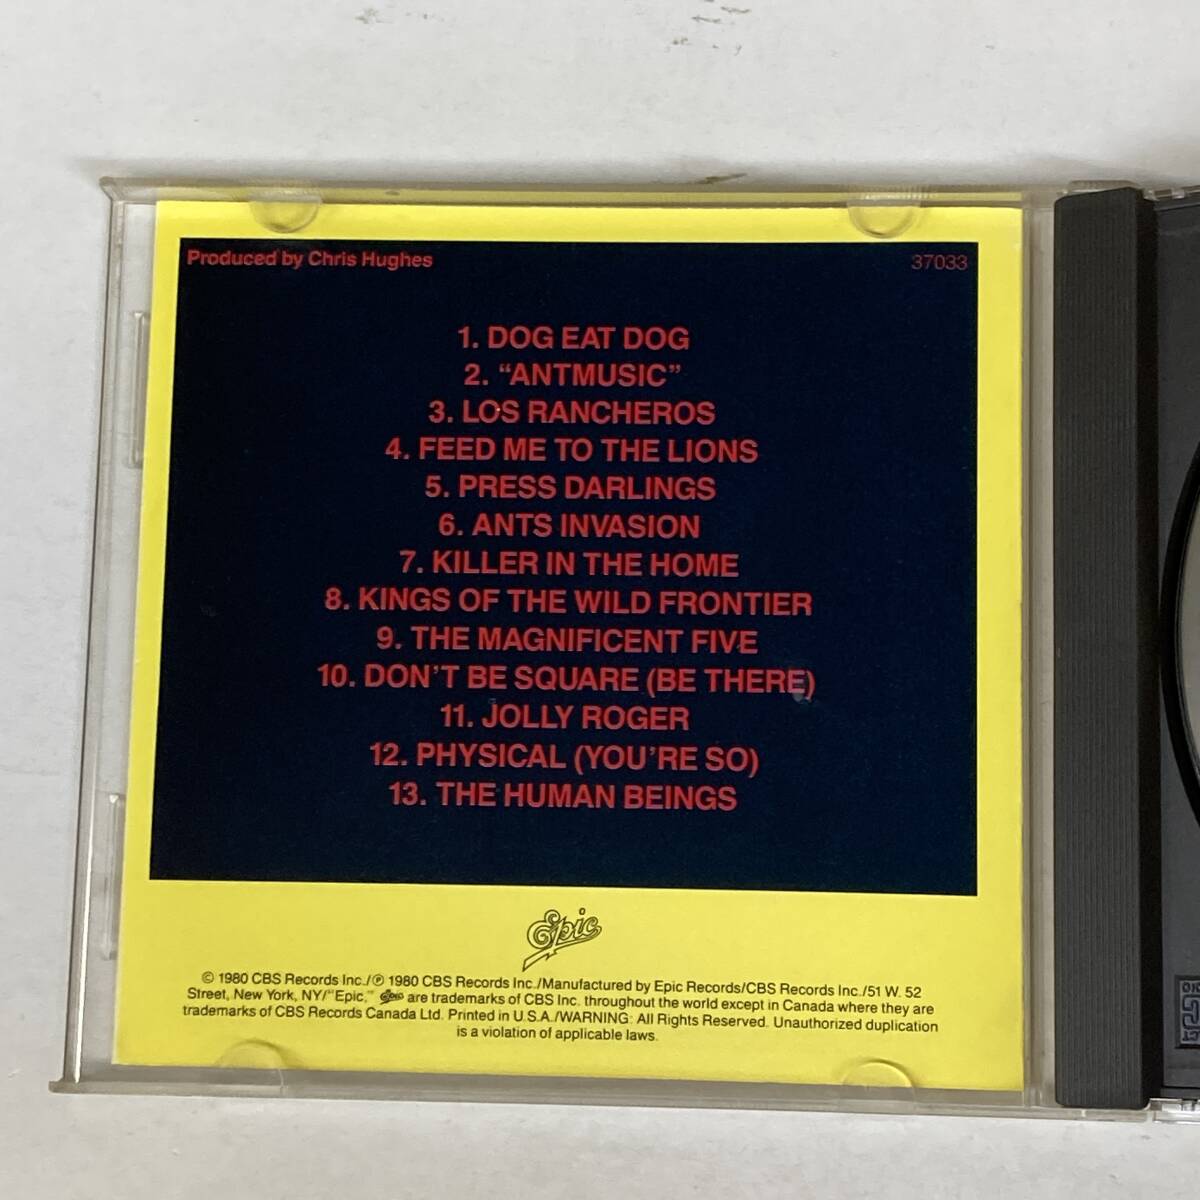 Produced by Chris Hughes
37033
1. DOG EAT DOG
2. “ANTMUSIC”
3. LOS RANCHEROS
4. FEED ME TO THE LIONS
5. PRESS DARLINGS
6. ANTS INVASION
7. KILLER IN THE HOME
8. KINGS OF THE WILD FRONTIER
9. THE MAGNIFICENT FIVE
10. DON’T BE SQUARE (BE THERE)
11. JOLLY ROGER
12. PHYSICAL (YOU’RE SO)
13. THE HUMAN BEINGS
Epic
© 1980 CBS Records Inc./℗ 1980 CBS Records Inc./Manufactured by Epic Records/CBS Records Inc./51 W. 52
Street, New York, NY/“Epic,” Epic are trademarks of CBS Inc. throughout the world except in Canada where they are
trademarks of CBS Records Canada Ltd. Printed in U.S.A./WARNING: All Rights Reserved. Unauthorized duplication
is a violation of applicable laws.